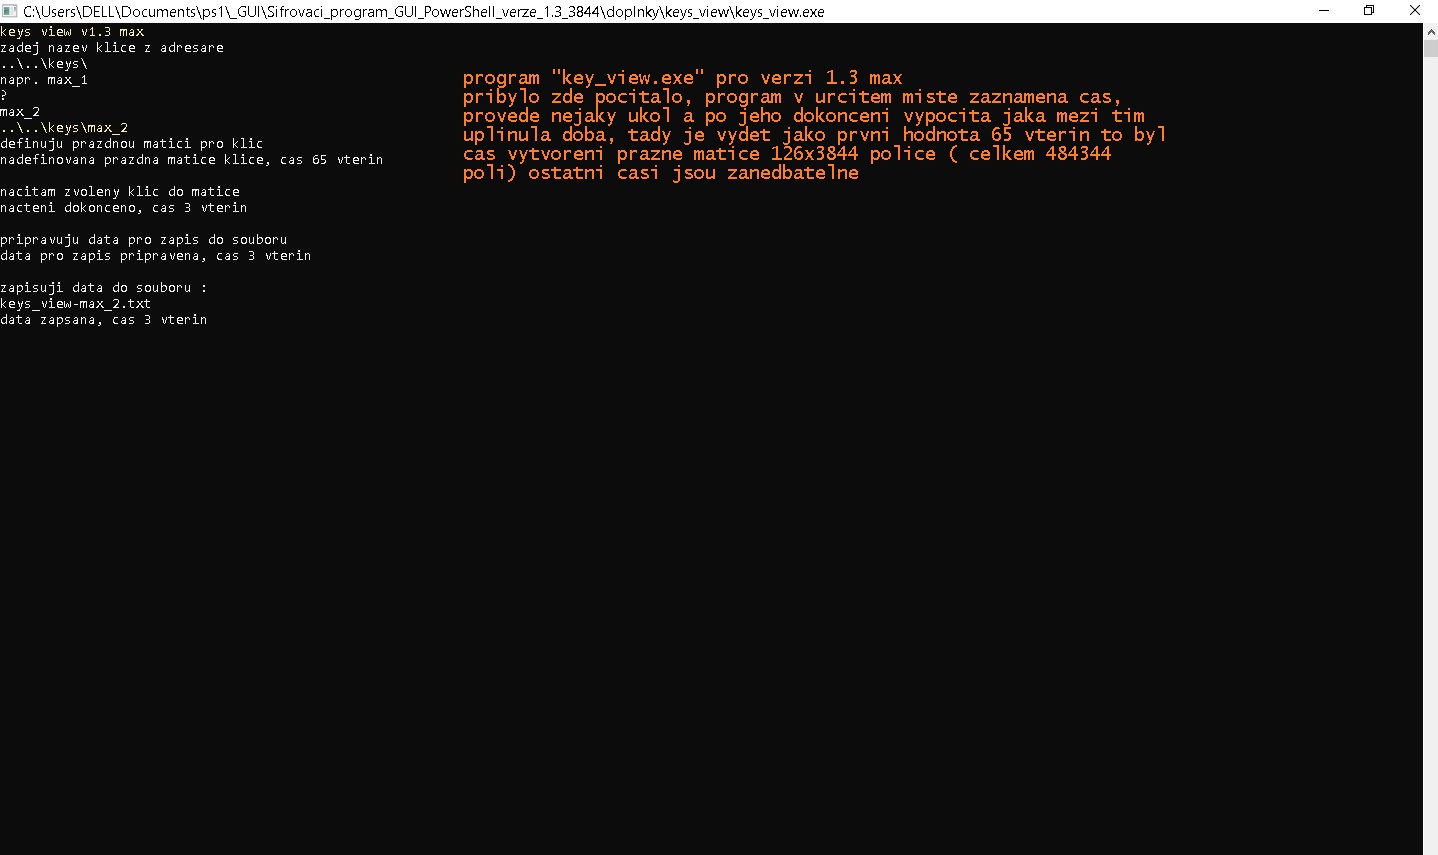 C:\Users\DELL\Documents\ps1\_GUI\Sifrovaci_program_GUI_PowerShell_verze_1.3_3844\doplnky\keys_view\keys_view.exe
keys view v1.3 max
zadej nazev klice z adresare
..\..\keys\
napr. max_1
?
max_2
..\..\keys\max_2
definuju prazdnou matici pro klic
nadefinovana prazdna matice klice, cas 65 vterin
nacitam zvoleny klic do matice
nacteni dokonceno, cas 3 vterin
pripravuju data pro zapis do souboru
data pro zapis pripravena, cas 3 vterin
zapisuji data do souboru :
keys_view-max_2.txt
data zapsana, cas 3 vterin
program "key_view.exe" pro verzi 1.3 max
pribylo zde pocitalo, program v urcitem miste zaznamena cas,
provede nejaky ukol a po jeho dokonceni vypocita jaka mezi tim
uplinula doba, tady je vydet jako prvni hodnota 65 vterin to byl
cas vytvoreni prazne matice 126x3844 police ( celkem 484344
poli) ostatni casi jsou zanedbatelne